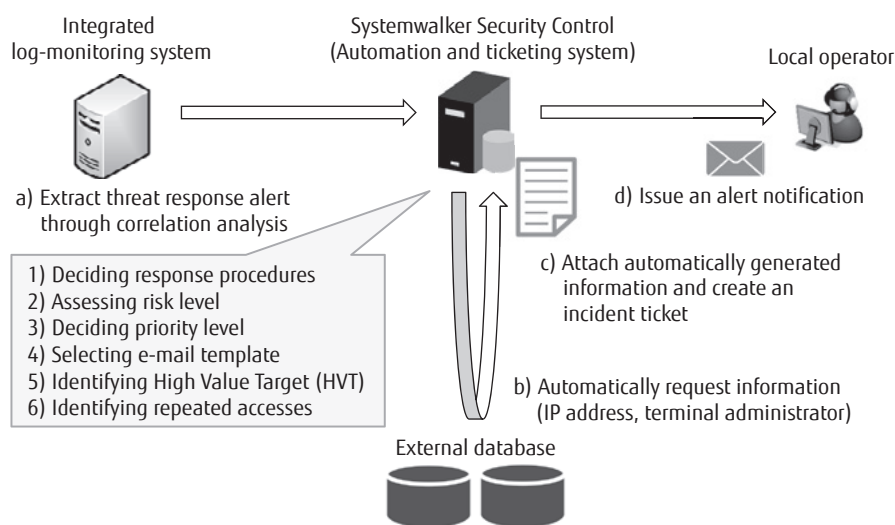 Integrated
log-monitoring system
Systemwalker Security Control
(Automation and ticketing system)
Local operator
a) Extract threat response alert
through correlation analysis
d) Issue an alert notification
1) Deciding response procedures
2) Assessing risk level
3) Deciding priority level
4) Selecting e-mail template
5) Identifying High Value Target (HVT)
6) Identifying repeated accesses
c) Attach automatically generated
information and create an
incident ticket
b) Automatically request information
(IP address, terminal administrator)
External database